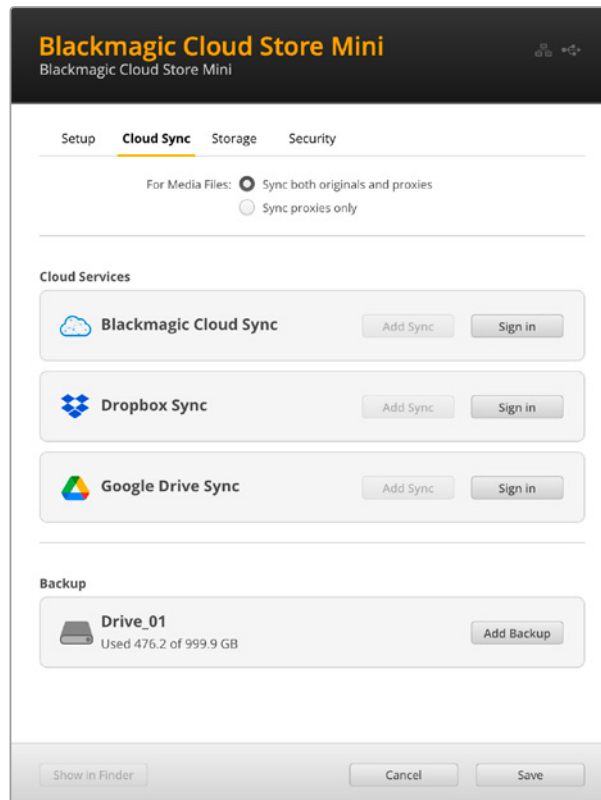 Blackmagic Cloud Store Mini
Blackmagic Cloud Store Mini
Setup Cloud Sync Storage Security
For Media Files: Sync both originals and proxies
Sync proxies only
Cloud Services
Blackmagic Cloud Sync Add Sync Sign in
Dropbox Sync Add Sync Sign in
Google Drive Sync Add Sync Sign in
Backup
Drive_01
Used 476.2 of 999.9 GB Add Backup
Show in Finder Cancel Save